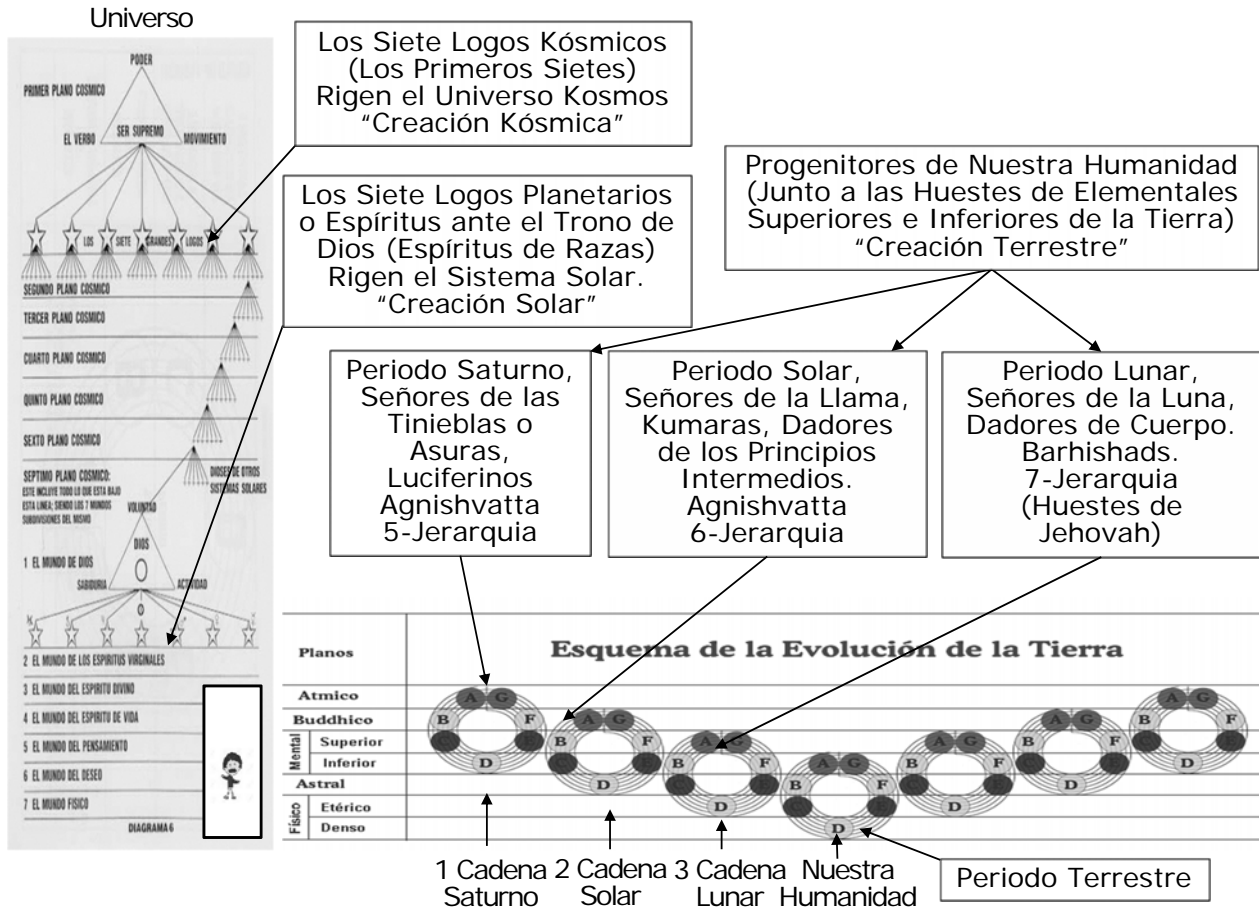 Universo
PODER
PRIMER PLANO COSMICO
SER SUPREMO
EL VERBO
MOVIMIENTO
LOS SIETE GRANDES LOGOS
SEGUNDO PLANO COSMICO
TERCER PLANO COSMICO
CUARTO PLANO COSMICO
QUINTO PLANO COSMICO
SEXTO PLANO COSMICO
SEPTIMO PLANO COSMICO:
ESTE INCLUYE TODO LO QUE ESTA BAJO
ESTA LINEA; SIENDO LOS 7 MUNDOS
SUBDIVISIONES DEL MISMO
DIOSES DE OTROS
SISTEMAS SOLARES
VOLUNTAD
DIOS
1 EL MUNDO DE DIOS
SABIDURIA
ACTIVIDAD
2 EL MUNDO DE LOS ESPIRITUS VIRGINALES
3 EL MUNDO DEL ESPIRITU DIVINO
4 EL MUNDO DEL ESPIRITU DE VIDA
5 EL MUNDO DEL PENSAMIENTO
6 EL MUNDO DEL DESEO
7 EL MUNDO FISICO
DIAGRAMA 6
Los Siete Logos Kósmicos
(Los Primeros Sietes)
Rigen el Universo Kosmos
“Creación Kósmica”
Los Siete Logos Planetarios
o Espíritus ante el Trono de
Dios (Espíritus de Razas)
Rigen el Sistema Solar.
“Creación Solar”
Progenitores de Nuestra Humanidad
(Junto a las Huestes de Elementales
Superiores e Inferiores de la Tierra)
“Creación Terrestre”
Periodo Saturno,
Señores de las
Tinieblas o
Asuras,
Luciferinos
Agnishvatta
5-Jerarquia
Periodo Solar,
Señores de la Llama,
Kumaras, Dadores
de los Principios
Intermedios.
Agnishvatta
6-Jerarquia
Periodo Lunar,
Señores de la Luna,
Dadores de Cuerpo.
Barhishads.
7-Jerarquia
(Huestes de
Jehovah)
Planos
Esquema de la Evolución de la Tierra
Atmico
Buddhico
Mental
Superior
Inferior
Astral
Físico
Etérico
Denso
A G
B F
C E
D
A G
B F
C E
D
A G
B F
C E
D
A G
B F
C E
D
A G
B F
C E
D
A G
B F
C E
D
A G
B F
C E
D
1 Cadena
Saturno
2 Cadena
Solar
3 Cadena
Lunar
Nuestra
Humanidad
Periodo Terrestre